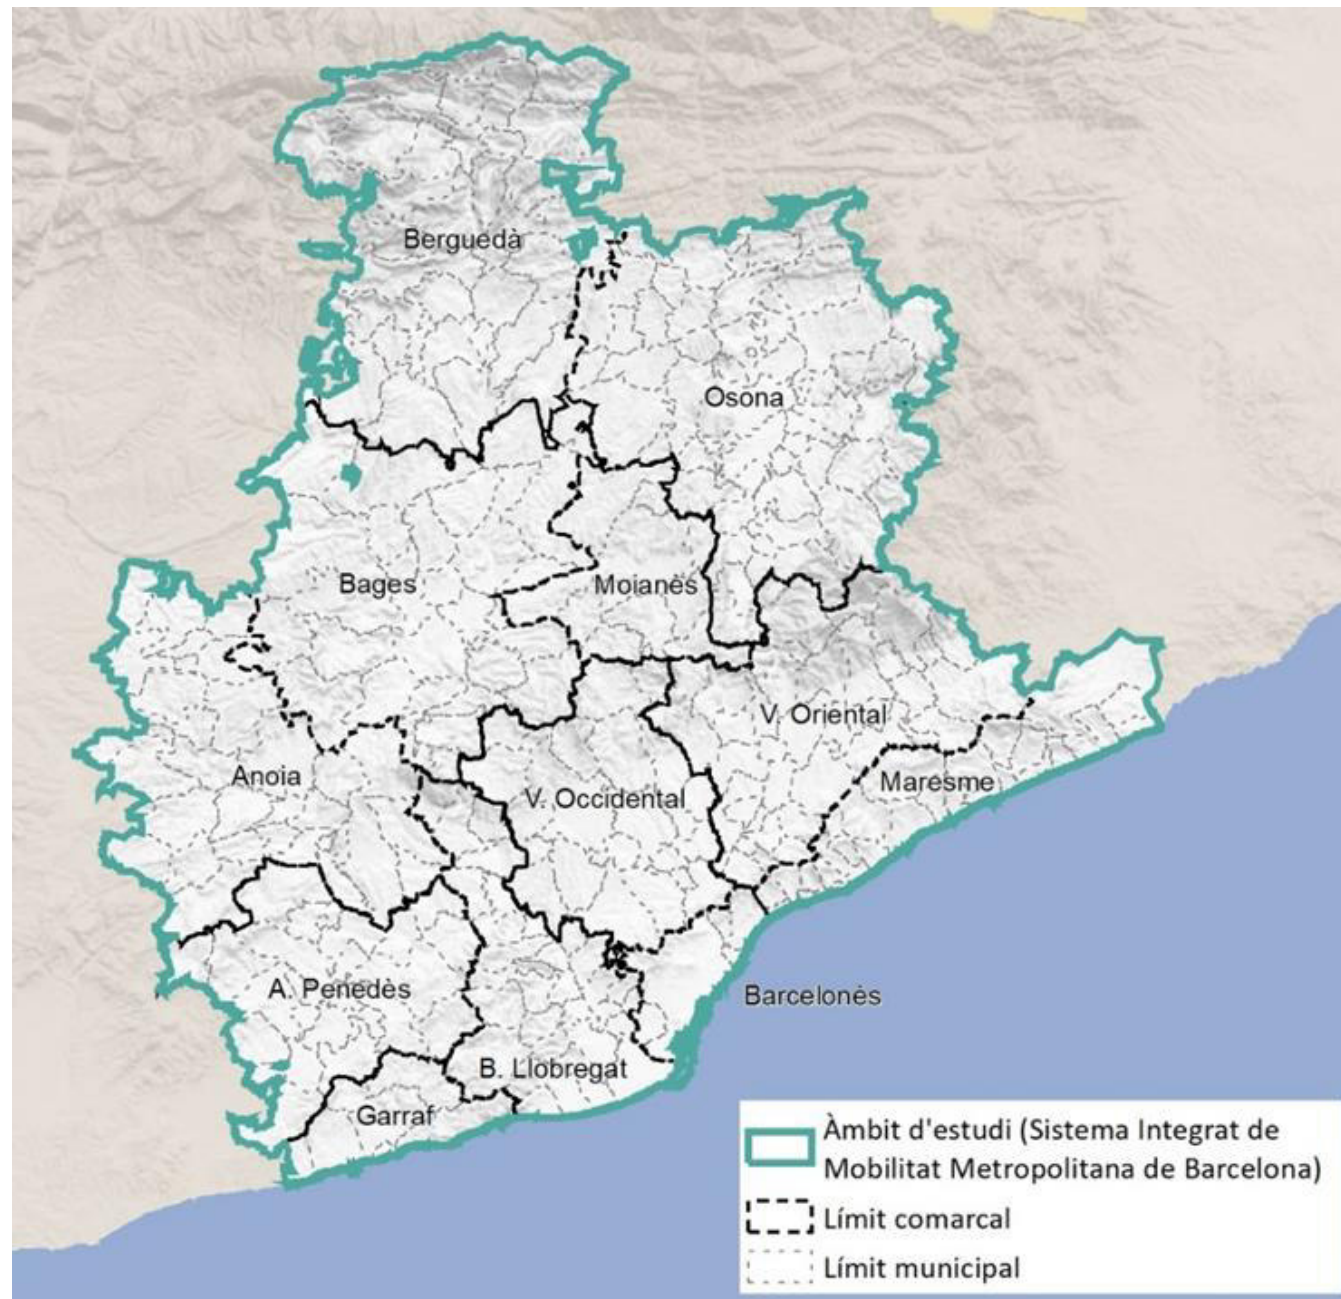 Berguedà
Osona
Bages
Moianès
V. Oriental
Anoia
V. Occidental
Maresme
A. Penedès
Barcelonès
B. Llobregat
Garraf
Àmbit d'estudi (Sistema Integrat de
Mobilitat Metropolitana de Barcelona)
Límit comarcal
Límit municipal